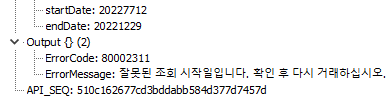 startDate: 20227712
endDate: 20221229
Output {} (2)
ErrorCode: 80002311
ErrorMessage: 잘못된 조회 시작일입니다. 확인 후 다시 거래하십시오.
API_SEQ: 510c162677cd3bddabb584d377d7457d